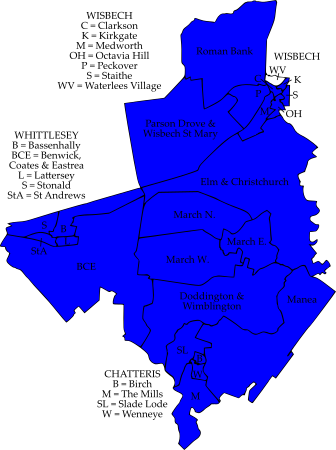 WISBECH
C = Clarkson
K = Kirkgate
M = Medworth
OH = Octavia Hill
P = Peckover
S = Staithe
WV = Waterlees Village
Roman Bank
WISBECH
WV
K
P
S
OH
Parson Drove &
Wisbech St Mary
WHITTLESEY
B = Bassenhally
BCE = Benwick,
Coates & Eastrea
L = Lattersey
S = Stonald
StA = St Andrews
Elm & Christchurch
March N
March E
March W
S
B
L
StA
BCE
Doddington &
Wimblington
Manea
SL
B
W
M
CHATTERIS
B = Birch
M = The Mills
SL = Slade Lode
W = Wenneye